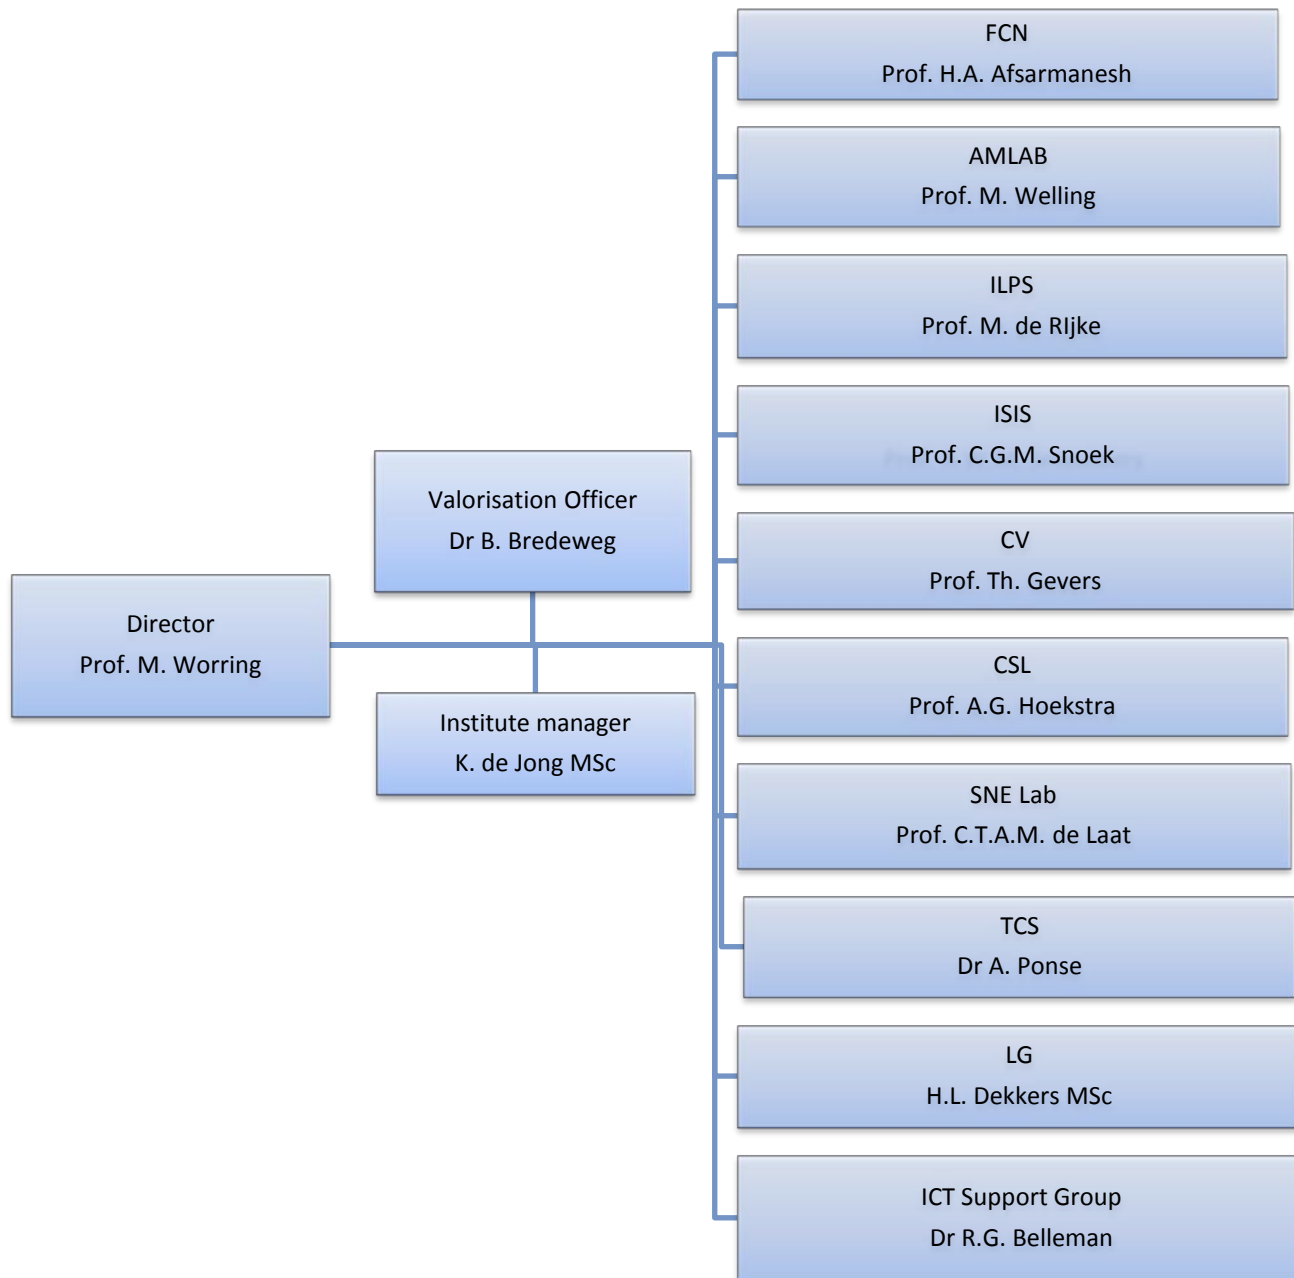 FCN
Prof. H.A. Afsarmanesh
AMLAB
Prof. M. Welling
ILPS
Prof. M. de RIjke
ISIS
Prof. C.G.M. Snoek
Valorisation Officer
Dr B. Bredeweg
CV
Prof. Th. Gevers
Director
Prof. M. Worring
CSL
Prof. A.G. Hoekstra
Institute manager
K. de Jong MSc
SNE Lab
Prof. C.T.A.M. de Laat
TCS
Dr A. Ponse
LG
H.L. Dekkers MSc
ICT Support Group
Dr R.G. Belleman